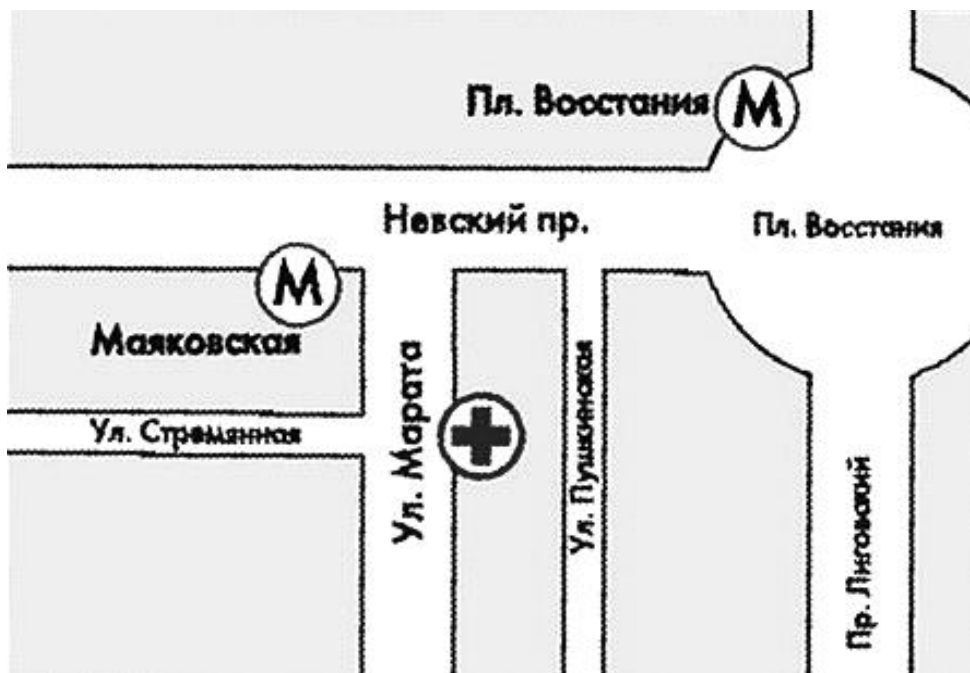 Пл. Восстания
М
Невский пр.
Пл. Восстания
М
Маяковская
Ул. Стремянная
Ул. Марата
Ул. Пушкинская
Пр. Лиговский